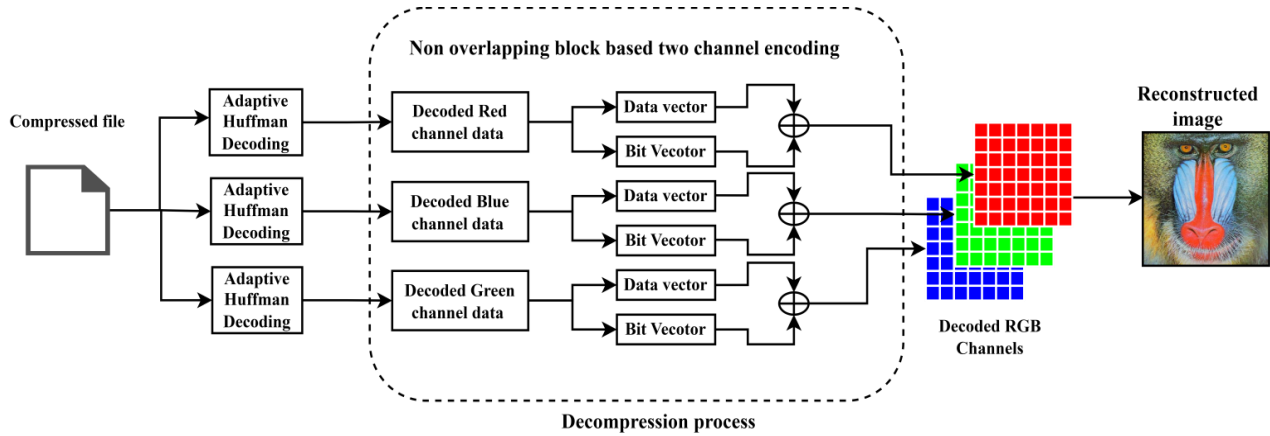 Non overlapping block based two channel encoding
Compressed file
Adaptive
Huffman
Decoding
Decoded Red
channel data
Data vector
Bit Vecotor
Adaptive
Huffman
Decoding
Decoded Blue
channel data
Data vector
Bit Vecotor
Adaptive
Huffman
Decoding
Decoded Green
channel data
Data vector
Bit Vecotor
Decoded RGB
Channels
Reconstructed
image
Decompression process